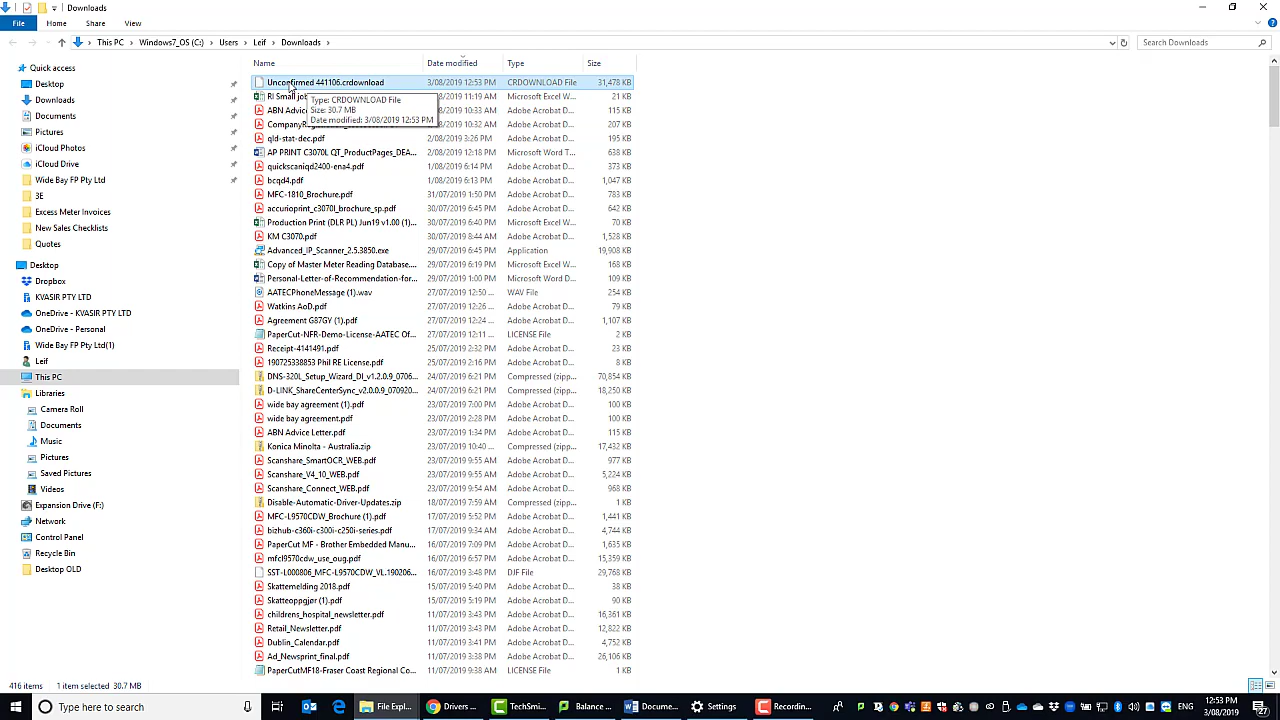 Downloads
File Home Share View
This PC Windows7_OS (C:) Users Leif Downloads
Search Downloads
Quick access
Desktop
Downloads
Documents
Pictures
iCloud Photos
iCloud Drive
Wide Bay FP Pty Ltd
3E
Excess Meter Invoices
New Sales Checklists
Quotes
Desktop
Dropbox
KVASIR PTY LTD
OneDrive - KVASIR PTY LTD
OneDrive - Personal
Wide Bay FP Pty Ltd(1)
Leif
This PC
Libraries
Camera Roll
Documents
Music
Pictures
Saved Pictures
Videos
Expansion Drive (F:)
Network
Control Panel
Recycle Bin
Desktop OLD
Name Date modified Type Size
Unconfirmed 441106.crdownload 3/08/2019 12:53 PM CRDOWNLOAD File 31,478 KB
RI Small jo 08/2019 11:19 AM Microsoft Excel W... 21 KB
ABN Advic 08/2019 10:33 AM Adobe Acrobat D... 115 KB
Type: CRDOWNLOAD File
Size: 30.7 MB
Date modified: 3/08/2019 12:53 PM
08/2019 10:32 AM Adobe Acrobat D... 207 KB
qld-stat-dec.pdf 2/08/2019 3:26 PM Adobe Acrobat D... 195 KB
AP PRINT C3070L QT_ProductPages_DEA... 2/08/2019 12:18 PM Microsoft Word T... 638 KB
quickscaniqd2400-ena4.pdf 1/08/2019 6:14 PM Adobe Acrobat D... 373 KB
bcqd4.pdf 1/08/2019 6:13 PM Adobe Acrobat D... 1,047 KB
MFC-1810_Brochure.pdf 31/07/2019 1:50 PM Adobe Acrobat D... 783 KB
accurioprint_c3070l_brochure_sp.pdf 30/07/2019 6:45 PM Adobe Acrobat D... 642 KB
Production Print (DLR PL) Jun19 v1.00 (1)... 30/07/2019 6:40 PM Microsoft Excel W... 70 KB
KM C3070.pdf 30/07/2019 8:44 AM Adobe Acrobat D... 1,528 KB
Advanced_IP_Scanner_2.5.3850.exe 29/07/2019 6:45 PM Application 19,908 KB
Copy of Master Meter Reading Database.... 29/07/2019 6:19 PM Microsoft Excel W... 168 KB
Personal-Letter-of-Recommendation-for... 29/07/2019 1:00 PM Microsoft Word D... 109 KB
AATECPhoneMessage (1).wav 27/07/2019 12:50 ... WAV File 254 KB
Watkins AoD.pdf 27/07/2019 12:26 ... Adobe Acrobat D... 79 KB
Agreement G87GY (1).pdf 27/07/2019 12:24 ... Adobe Acrobat D... 1,107 KB
PaperCut-NFR-Demo-License-AATEC Of... 27/07/2019 12:11 ... LICENSE File 2 KB
Receipt-4141491.pdf 25/07/2019 2:32 PM Adobe Acrobat D... 23 KB
190725338853 Phil RE License.pdf 25/07/2019 2:16 PM Adobe Acrobat D... 8 KB
DNS-320L_Setup_Wizard_D_v1.2.0.9_0706... 24/07/2019 6:21 PM Compressed (zipp... 70,854 KB
D-LINK_ShareCenterSync_v2.0.0.9_070920... 24/07/2019 6:21 PM Compressed (zipp... 18,250 KB
wide bay agreement (1).pdf 23/07/2019 7:00 PM Adobe Acrobat D... 100 KB
wide bay agreement.pdf 23/07/2019 2:28 PM Adobe Acrobat D... 100 KB
ABN Advice Letter.pdf 23/07/2019 1:34 PM Adobe Acrobat D... 115 KB
Konica Minolta - Australia.zip 23/07/2019 10:40 ... Compressed (zipp... 17,432 KB
Scanshare_SmartOCR_WEB.pdf 23/07/2019 9:55 AM Adobe Acrobat D... 977 KB
Scanshare_V4_10_WEB.pdf 23/07/2019 9:55 AM Adobe Acrobat D... 5,224 KB
Scanshare_Connect_WEB.pdf 23/07/2019 9:54 AM Adobe Acrobat D... 968 KB
Disable-Automatic-Driver-Updates.zip 18/07/2019 7:59 AM Compressed (zipp... 1 KB
MFC-L9570CDW_Brochure (1).pdf 17/07/2019 5:52 PM Adobe Acrobat D... 1,441 KB
bizhub-c360i-c300i-c250i-series.pdf 17/07/2019 9:34 AM Adobe Acrobat D... 4,744 KB
PaperCut MF - Brother Embedded Manu... 16/07/2019 7:09 PM Adobe Acrobat D... 1,635 KB
mfcl9570cdw_use_oug.pdf 16/07/2019 6:57 PM Adobe Acrobat D... 15,359 KB
SST-L000806_MFC-L9570CDW_VL.190206... 16/07/2019 3:48 PM DJF File 29,768 KB
Skattemelding 2018.pdf 15/07/2019 5:40 PM Adobe Acrobat D... 38 KB
Skatteoppgjør (1).pdf 15/07/2019 5:19 PM Adobe Acrobat D... 90 KB
childrens_hospital_newsletter.pdf 11/07/2019 3:43 PM Adobe Acrobat D... 16,361 KB
Retail_Newsletter.pdf 11/07/2019 3:43 PM Adobe Acrobat D... 12,822 KB
Dublin_Calendar.pdf 11/07/2019 3:41 PM Adobe Acrobat D... 4,752 KB
Ad_Newsprint_final.pdf 11/07/2019 3:38 PM Adobe Acrobat D... 26,106 KB
PaperCutMF18-Fraser Coast Regional Co... 11/07/2019 9:38 AM LICENSE File 1 KB
416 items 1 item selected 30.7 MB
Type here to search
File Expl... Drivers ... TechSmi... Balance ... Docume... Settings Recordin... ENG
12:53 PM
3/08/2019